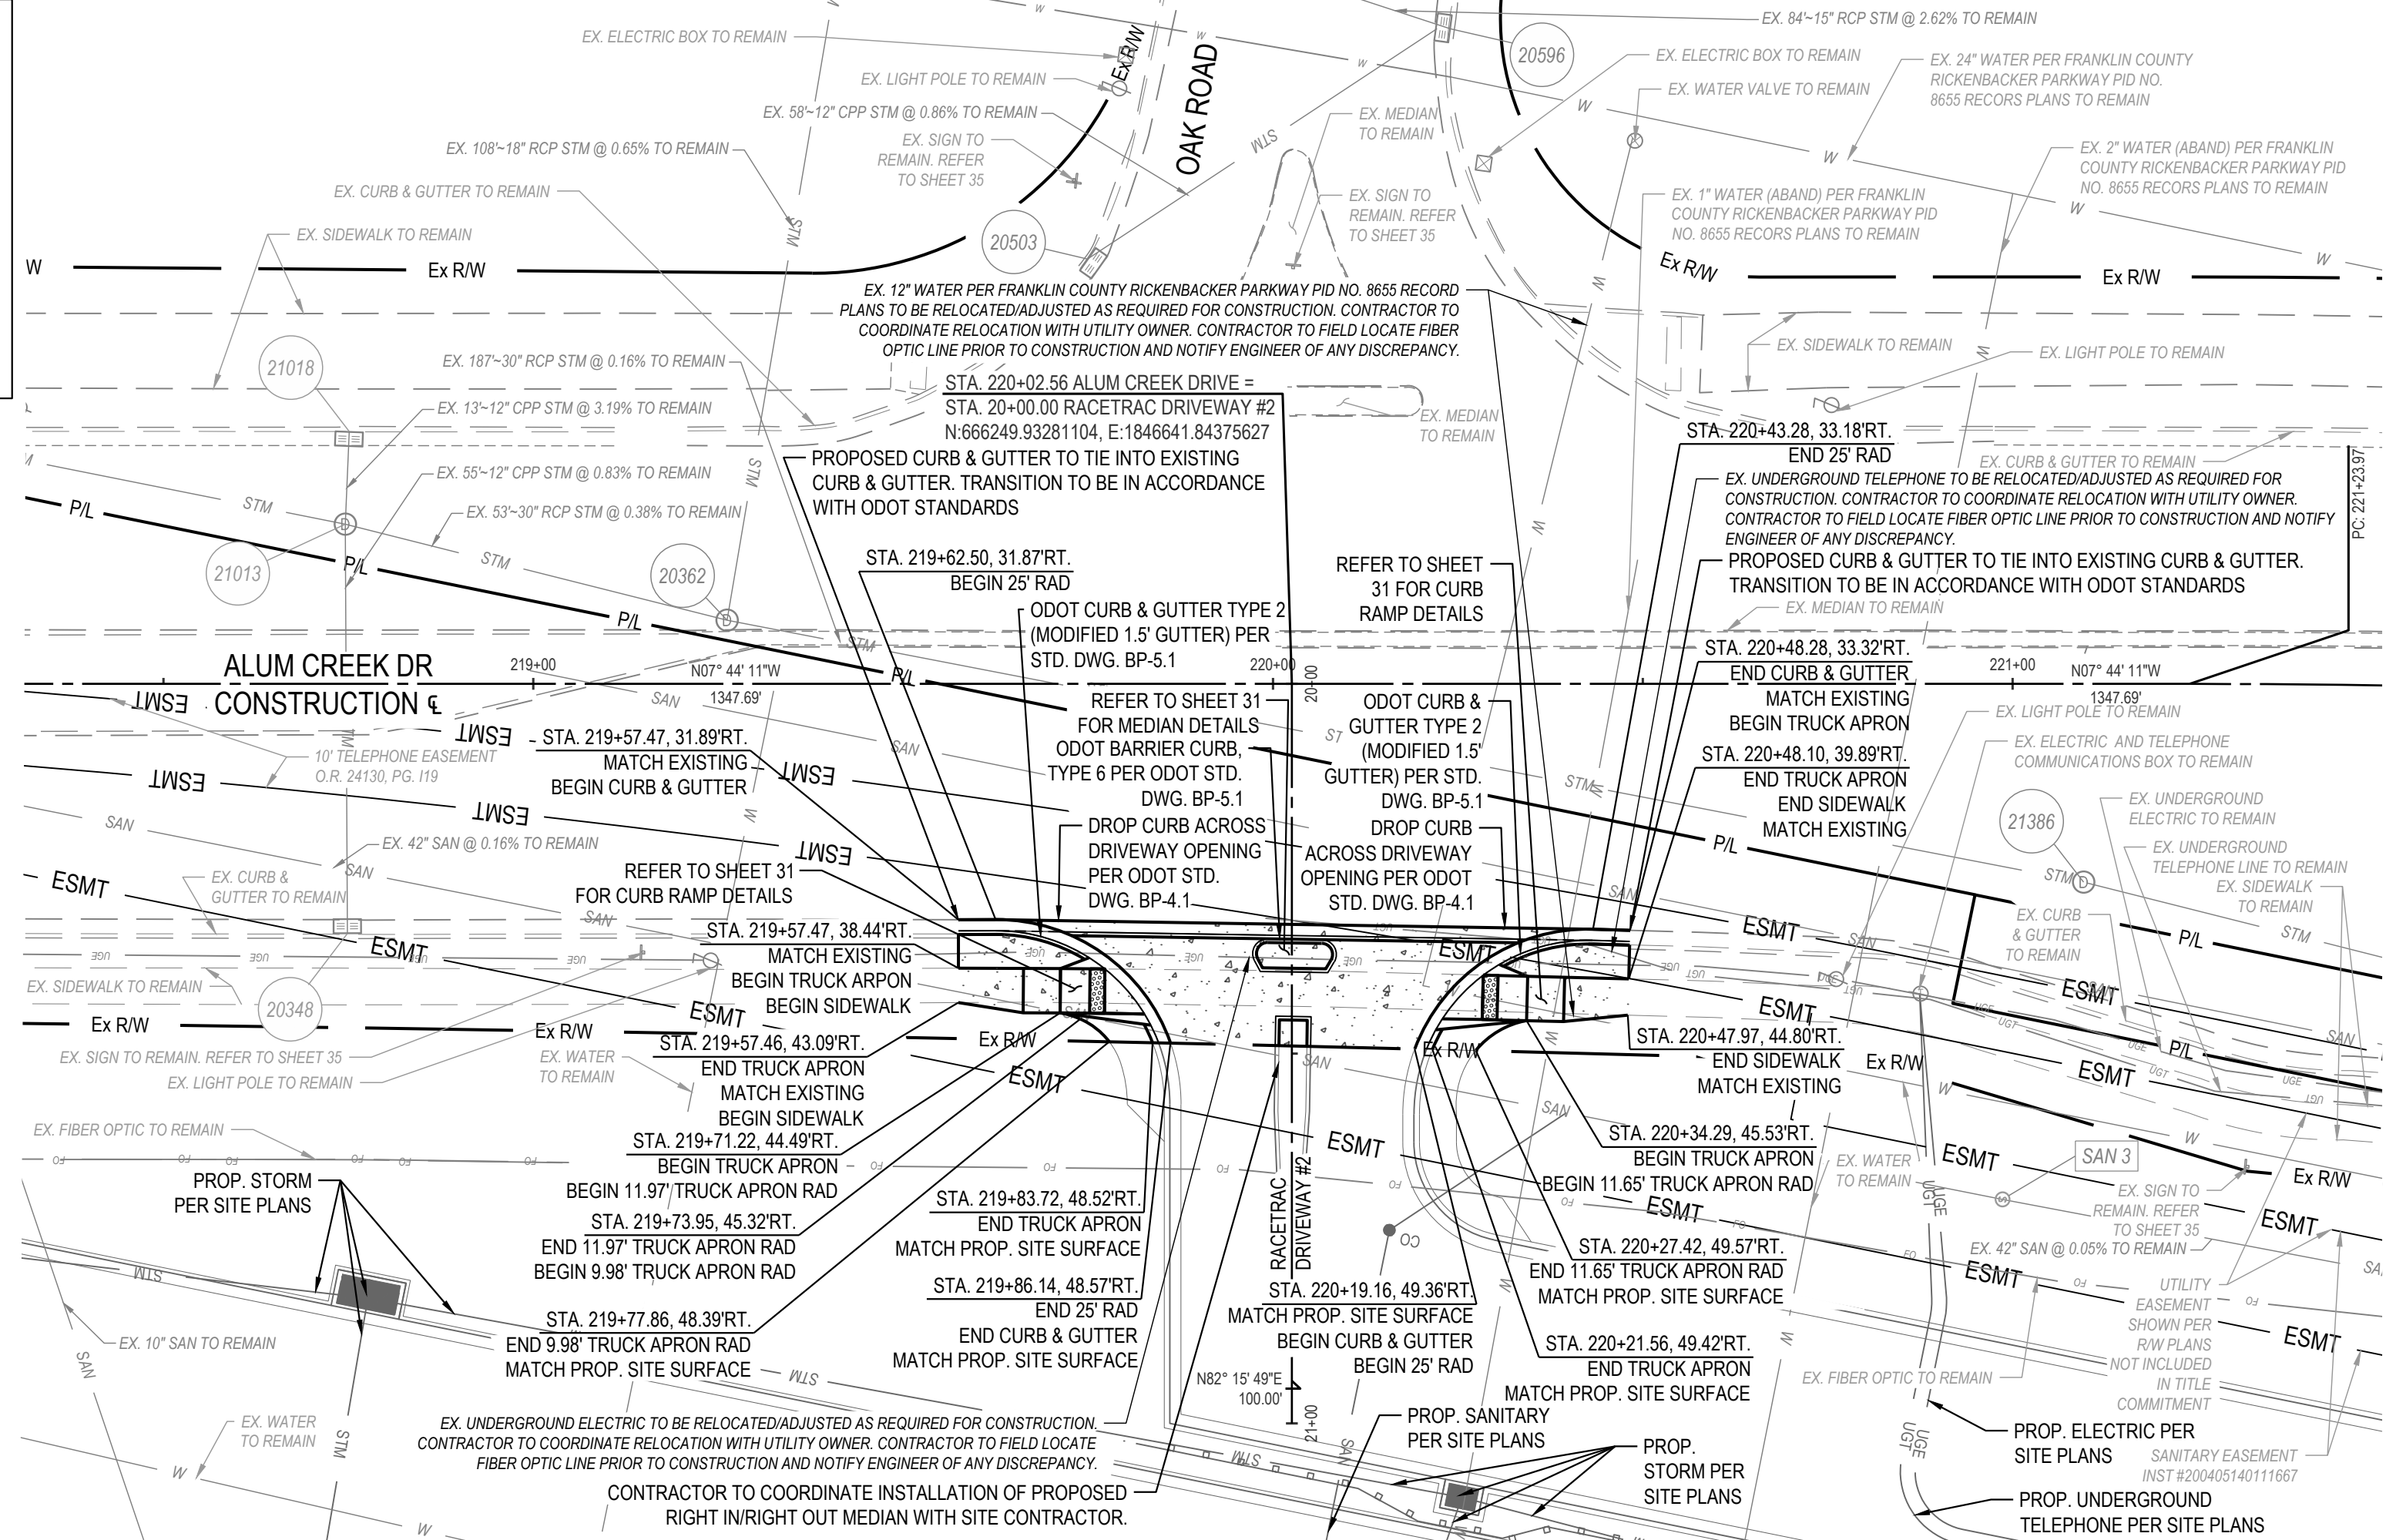 EX. 84'~15" RCP STM @ 2.62% TO REMAIN
EX. ELECTRIC BOX TO REMAIN
Ex R/W
OAK ROAD
20596
EX. ELECTRIC BOX TO REMAIN
EX. 24" WATER PER FRANKLIN COUNTY
RICKENBACKER PARKWAY PID NO.
8655 RECORS PLANS TO REMAIN
EX. LIGHT POLE TO REMAIN
EX. WATER VALVE TO REMAIN
EX. 58'~12" CPP STM @ 0.86% TO REMAIN
EX. MEDIAN
TO REMAIN
EX. SIGN TO
REMAIN. REFER
TO SHEET 35
STM
EX. 108'~18" RCP STM @ 0.65% TO REMAIN
EX. 2" WATER (ABAND) PER FRANKLIN
COUNTY RICKENBACKER PARKWAY PID
NO. 8655 RECORS PLANS TO REMAIN
EX. CURB & GUTTER TO REMAIN
EX. SIGN TO
REMAIN. REFER
TO SHEET 35
EX. 1" WATER (ABAND) PER FRANKLIN
COUNTY RICKENBACKER PARKWAY PID
NO. 8655 RECORS PLANS TO REMAIN
EX. SIDEWALK TO REMAIN
STM
20503
W
Ex R/W
Ex R/W
Ex R/W
EX. 12" WATER PER FRANKLIN COUNTY RICKENBACKER PARKWAY PID NO. 8655 RECORD
PLANS TO BE RELOCATED/ADJUSTED AS REQUIRED FOR CONSTRUCTION. CONTRACTOR TO
COORDINATE RELOCATION WITH UTILITY OWNER. CONTRACTOR TO FIELD LOCATE FIBER
OPTIC LINE PRIOR TO CONSTRUCTION AND NOTIFY ENGINEER OF ANY DISCREPANCY.
EX. SIDEWALK TO REMAIN
EX. LIGHT POLE TO REMAIN
21018
EX. 187'~30" RCP STM @ 0.16% TO REMAIN
STA. 220+02.56 ALUM CREEK DRIVE =
STA. 20+00.00 RACETRAC DRIVEWAY #2
N:666249.93281104, E:1846641.84375627
EX. 13'~12" CPP STM @ 3.19% TO REMAIN
EX. MEDIAN
TO REMAIN
STA. 220+43.28, 33.18'RT.
END 25' RAD
EX. CURB & GUTTER TO REMAIN
PC: 221+23.97
PROPOSED CURB & GUTTER TO TIE INTO EXISTING
CURB & GUTTER. TRANSITION TO BE IN ACCORDANCE
WITH ODOT STANDARDS
EX. 55'~12" CPP STM @ 0.83% TO REMAIN
EX. UNDERGROUND TELEPHONE TO BE RELOCATED/ADJUSTED AS REQUIRED FOR
CONSTRUCTION. CONTRACTOR TO COORDINATE RELOCATION WITH UTILITY OWNER.
CONTRACTOR TO FIELD LOCATE FIBER OPTIC LINE PRIOR TO CONSTRUCTION AND NOTIFY
ENGINEER OF ANY DISCREPANCY.
P/L
STM
STM
EX. 53'~30" RCP STM @ 0.38% TO REMAIN
STM
P/L
21013
20362
STA. 219+62.50, 31.87'RT.
BEGIN 25' RAD
REFER TO SHEET
31 FOR CURB
RAMP DETAILS
PROPOSED CURB & GUTTER TO TIE INTO EXISTING CURB & GUTTER.
TRANSITION TO BE IN ACCORDANCE WITH ODOT STANDARDS
EX. MEDIAN TO REMAIN
P/L
ODOT CURB & GUTTER TYPE 2
(MODIFIED 1.5' GUTTER) PER
STD. DWG. BP-5.1
STM
ALUM CREEK DR
CONSTRUCTION ℄
219+00
N07° 44' 11"W
1347.69'
P/L
220+00
20+00
STA. 220+48.28, 33.32'RT.
END CURB & GUTTER
MATCH EXISTING
BEGIN TRUCK APRON
221+00
N07° 44' 11"W
1347.69'
ESMT
SAN
REFER TO SHEET 31
FOR MEDIAN DETAILS
ODOT CURB &
GUTTER TYPE 2
(MODIFIED 1.5'
GUTTER) PER STD.
DWG. BP-5.1
EX. LIGHT POLE TO REMAIN
ESMT
STA. 219+57.47, 31.89'RT.
MATCH EXISTING
BEGIN CURB & GUTTER
SAN
ODOT BARRIER CURB,
TYPE 6 PER ODOT STD.
DWG. BP-5.1
EX. ELECTRIC AND TELEPHONE
COMMUNICATIONS BOX TO REMAIN
10' TELEPHONE EASEMENT
O.R. 24130, PG. I19
STA. 220+48.10, 39.89'RT.
END TRUCK APRON
END SIDEWALK
MATCH EXISTING
ESMT
ESMT
ESMT
STM
EX. UNDERGROUND
ELECTRIC TO REMAIN
21386
SAN
DROP CURB ACROSS
DRIVEWAY OPENING
PER ODOT STD.
DWG. BP-4.1
DROP CURB
ACROSS DRIVEWAY
OPENING PER ODOT
STD. DWG. BP-4.1
P/L
EX. UNDERGROUND
TELEPHONE LINE TO REMAIN
EX. 42" SAN @ 0.16% TO REMAIN
ESMT
REFER TO SHEET 31
FOR CURB RAMP DETAILS
ESMT
EX. CURB &
GUTTER TO REMAIN
SAN
STM
EX. SIDEWALK
TO REMAIN
SAN
SAN
EX. CURB
& GUTTER
TO REMAIN
STA. 219+57.47, 38.44'RT.
MATCH EXISTING
BEGIN TRUCK ARPON
BEGIN SIDEWALK
ESMT
ESMT
ESMT
SAN
P/L
STM
UGE
UGE
UGE
EX. SIDEWALK TO REMAIN
20348
ESMT
ESMT
ESMT
Ex R/W
Ex R/W
Ex R/W
Ex R/W
STA. 219+57.46, 43.09'RT.
END TRUCK APRON
MATCH EXISTING
BEGIN SIDEWALK
STA. 220+47.97, 44.80'RT.
END SIDEWALK
MATCH EXISTING
Ex R/W
P/L
SAN
EX. SIGN TO REMAIN. REFER TO SHEET 35
EX. WATER
TO REMAIN
EX. LIGHT POLE TO REMAIN
ESMT
ESMT
SAN
EX. FIBER OPTIC TO REMAIN
STA. 219+71.22, 44.49'RT.
BEGIN TRUCK APRON
BEGIN 11.97' TRUCK APRON RAD
ESMT
STA. 220+34.29, 45.53'RT.
BEGIN TRUCK APRON
BEGIN 11.65' TRUCK APRON RAD
EX. WATER
TO REMAIN
ESMT
SAN 3
Ex R/W
PROP. STORM
PER SITE PLANS
STA. 219+83.72, 48.52'RT.
END TRUCK APRON
MATCH PROP. SITE SURFACE
RACETRAC
DRIVEWAY #2
ESMT
UGE
UGT
EX. SIGN TO
REMAIN. REFER
TO SHEET 35
ESMT
STA. 219+73.95, 45.32'RT.
END 11.97' TRUCK APRON RAD
BEGIN 9.98' TRUCK APRON RAD
CO
STA. 220+27.42, 49.57'RT.
END 11.65' TRUCK APRON RAD
MATCH PROP. SITE SURFACE
EX. 42" SAN @ 0.05% TO REMAIN
ESMT
STM
STA. 219+86.14, 48.57'RT.
END 25' RAD
END CURB & GUTTER
MATCH PROP. SITE SURFACE
STA. 220+19.16, 49.36'RT.
MATCH PROP. SITE SURFACE
BEGIN CURB & GUTTER
BEGIN 25' RAD
UTILITY
EASEMENT
SHOWN PER
R/W PLANS
NOT INCLUDED
IN TITLE
COMMITMENT
ESMT
EX. 10" SAN TO REMAIN
SAN
STA. 219+77.86, 48.39'RT.
END 9.98' TRUCK APRON RAD
MATCH PROP. SITE SURFACE
STA. 220+21.56, 49.42'RT.
END TRUCK APRON
MATCH PROP. SITE SURFACE
STM
N82° 15' 49"E
100.00'
EX. FIBER OPTIC TO REMAIN
21+00
EX. WATER
TO REMAIN
STM
EX. UNDERGROUND ELECTRIC TO BE RELOCATED/ADJUSTED AS REQUIRED FOR CONSTRUCTION.
CONTRACTOR TO COORDINATE RELOCATION WITH UTILITY OWNER. CONTRACTOR TO FIELD LOCATE
FIBER OPTIC LINE PRIOR TO CONSTRUCTION AND NOTIFY ENGINEER OF ANY DISCREPANCY.
PROP. SANITARY
PER SITE PLANS
SAN
STM
PROP.
STORM PER
SITE PLANS
UGE
UGT
PROP. ELECTRIC PER
SITE PLANS
SANITARY EASEMENT
INST #200405140111667
W
CONTRACTOR TO COORDINATE INSTALLATION OF PROPOSED
RIGHT IN/RIGHT OUT MEDIAN WITH SITE CONTRACTOR.
PROP. UNDERGROUND
TELEPHONE PER SITE PLANS
W